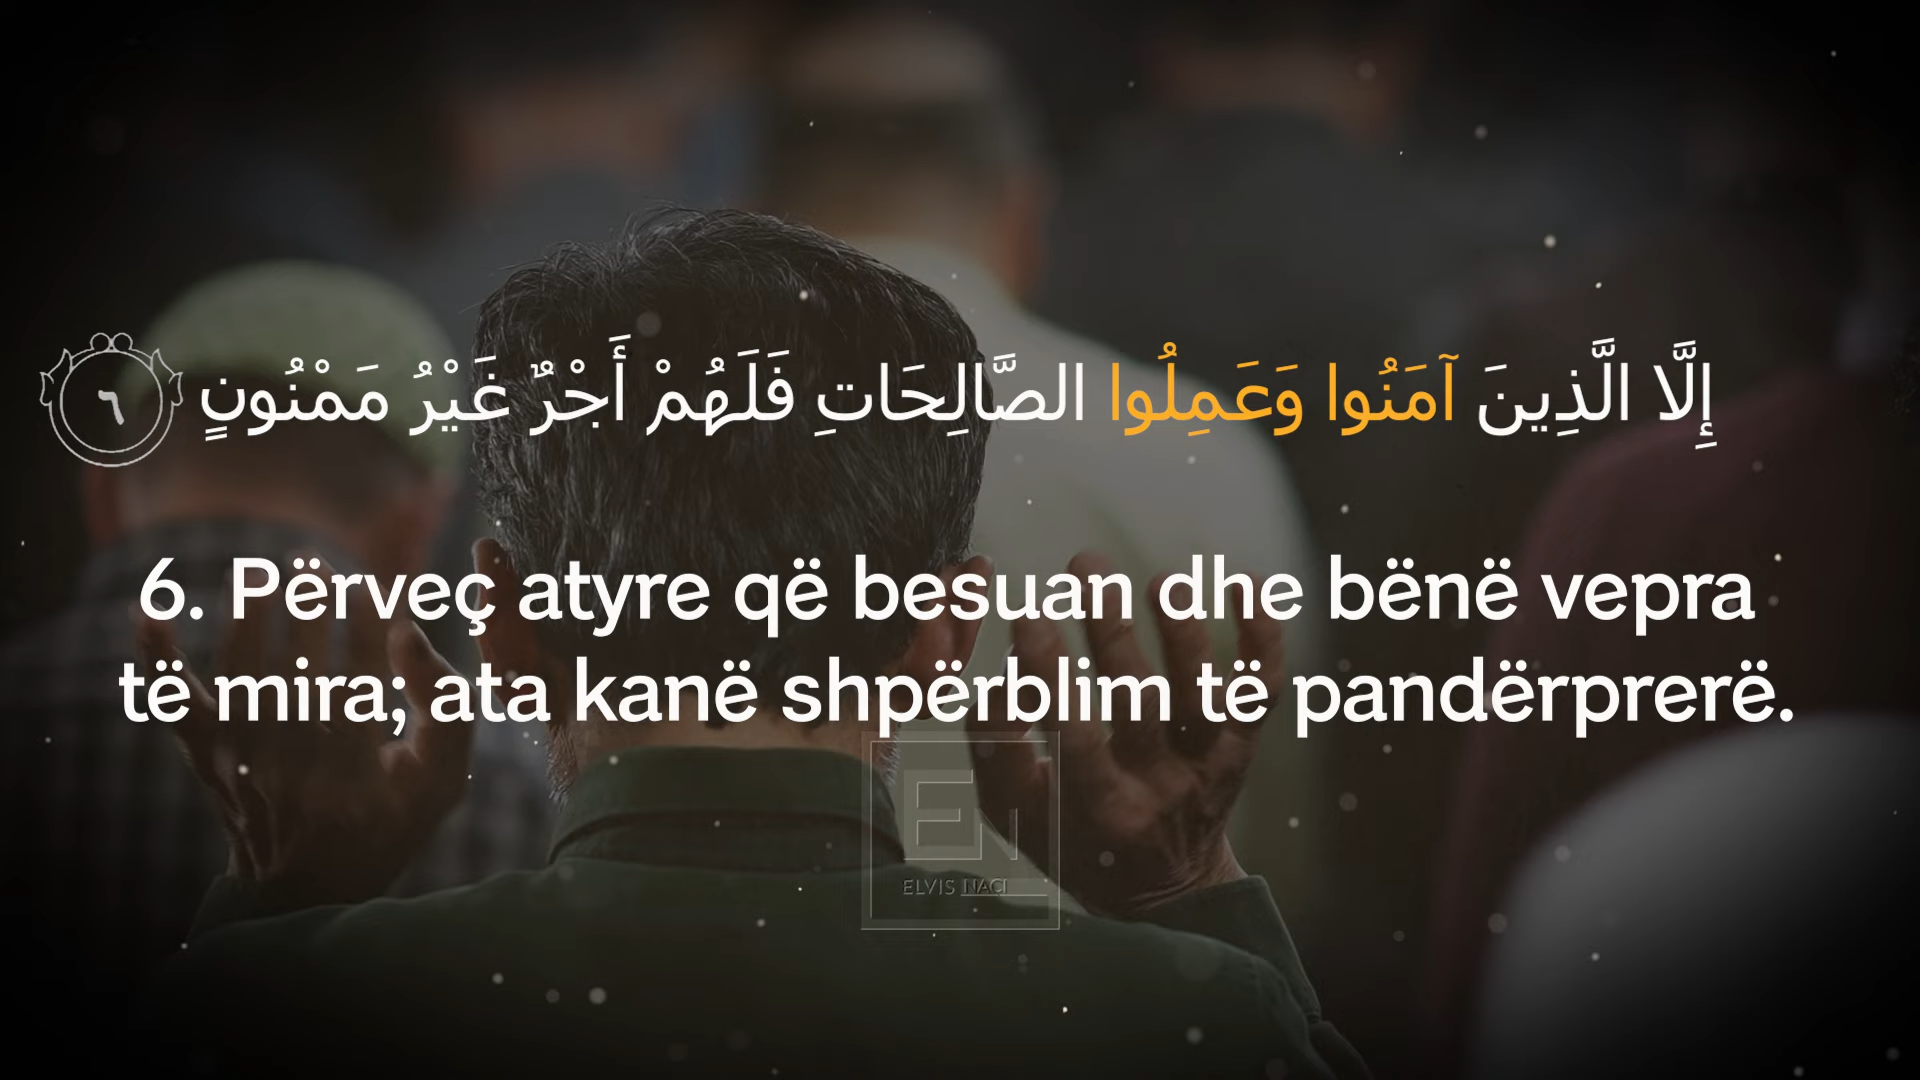 إِلَّا الَّذِينَ آمَنُوا وَعَمِلُوا الصَّالِحَاتِ فَلَهُمْ أَجْرٌ غَيْرُ مَمْنُونٍ ٦
6. Përveç atyre që besuan dhe bënë vepra
të mira; ata kanë shpërblim të pandërprerë.
EN
ELVIS NACI